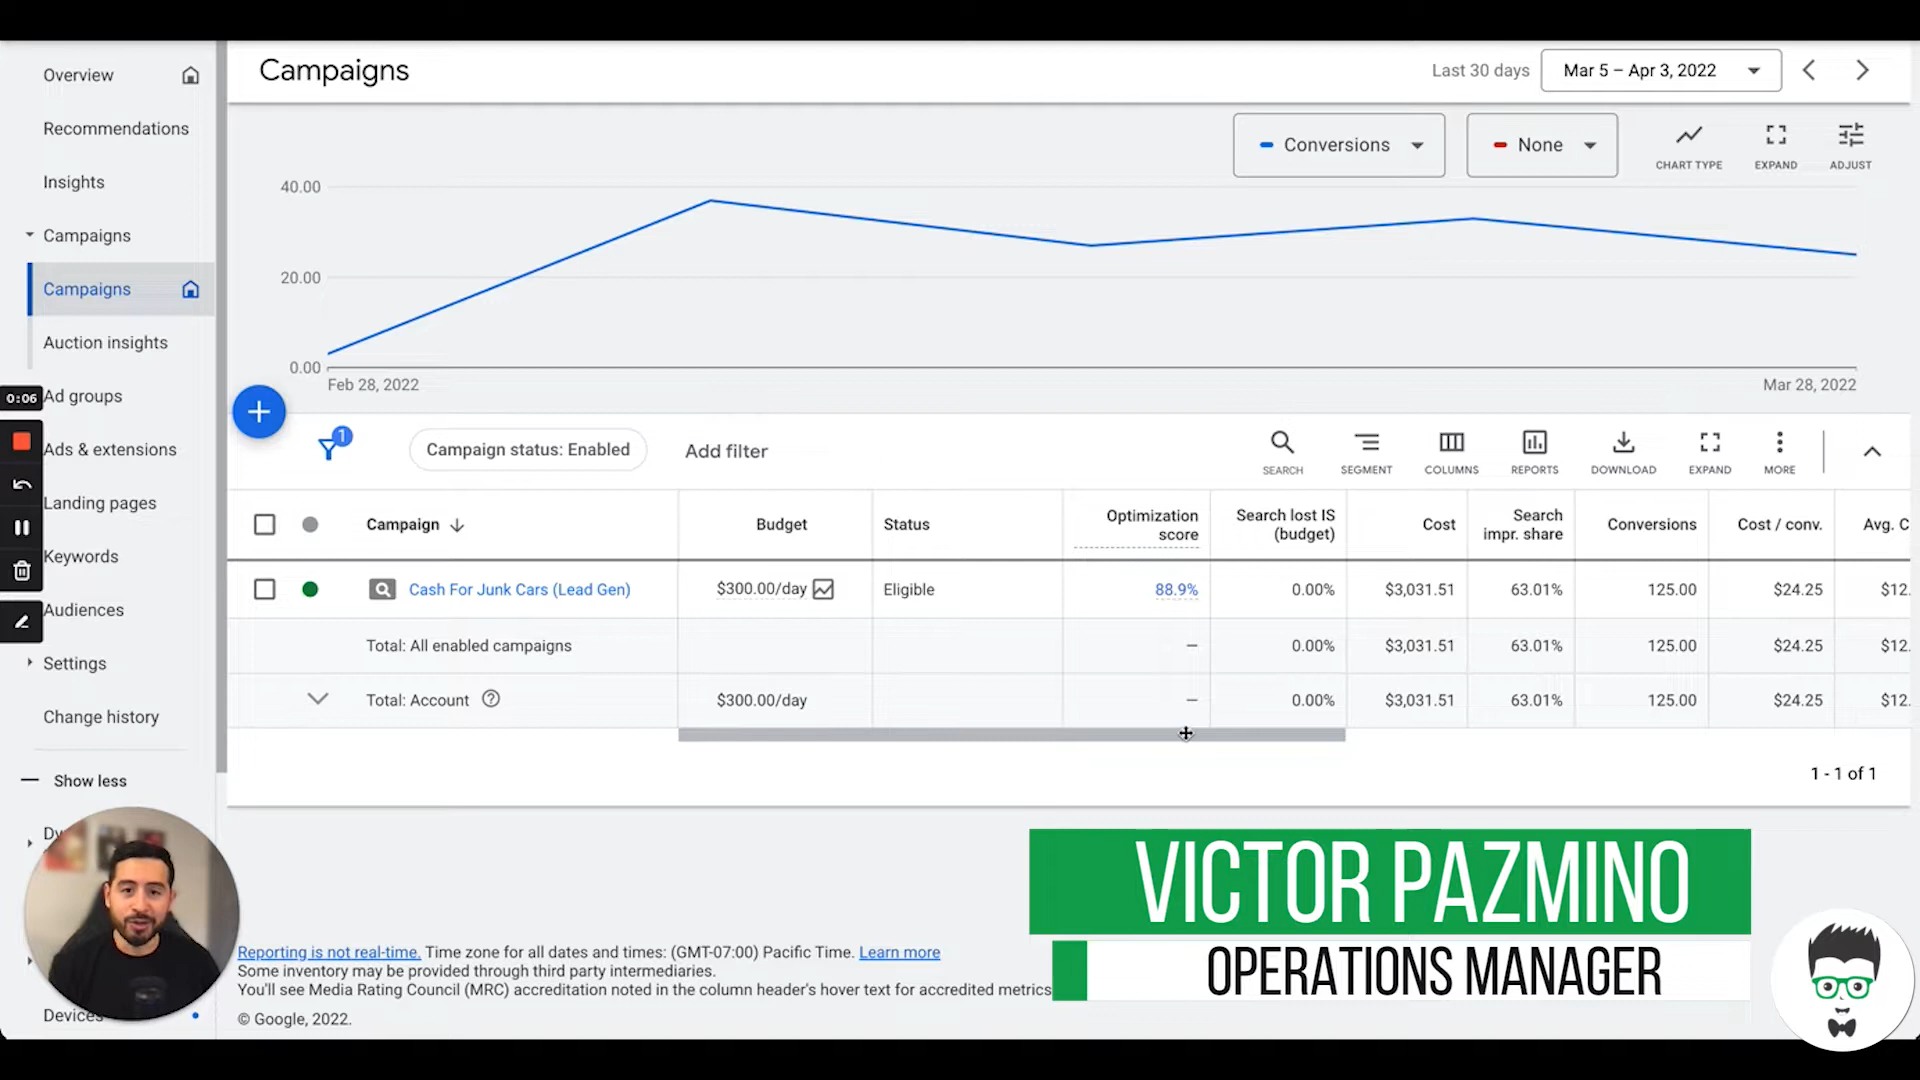 Overview
Recommendations
Insights
Campaigns
Campaigns
Auction insights
Ad groups
Ads & extensions
Landing pages
Keywords
Audiences
Settings
Change history
Show less
Dy
Devices
0:06
Campaigns
Last 30 days
Mar 5 – Apr 3, 2022
Conversions
None
CHART TYPE
EXPAND
ADJUST
40.00
20.00
0.00
Feb 28, 2022
Mar 28, 2022
1
Campaign status: Enabled
Add filter
SEARCH
SEGMENT
COLUMNS
REPORTS
DOWNLOAD
EXPAND
MORE
Campaign Budget Status Optimization score Search lost IS (budget) Cost Search impr. share Conversions Cost / conv. Avg. C
Cash For Junk Cars (Lead Gen) $300.00/day Eligible 88.9% 0.00% $3,031.51 63.01% 125.00 $24.25 $12.
Total: All enabled campaigns – 0.00% $3,031.51 63.01% 125.00 $24.25 $12.
Total: Account $300.00/day – 0.00% $3,031.51 63.01% 125.00 $24.25 $12.
1 - 1 of 1
VICTOR PAZMINO
OPERATIONS MANAGER
Reporting is not real-time. Time zone for all dates and times: (GMT-07:00) Pacific Time. Learn more
Some inventory may be provided through third party intermediaries.
You'll see Media Rating Council (MRC) accreditation noted in the column header's hover text for accredited metrics
© Google, 2022.